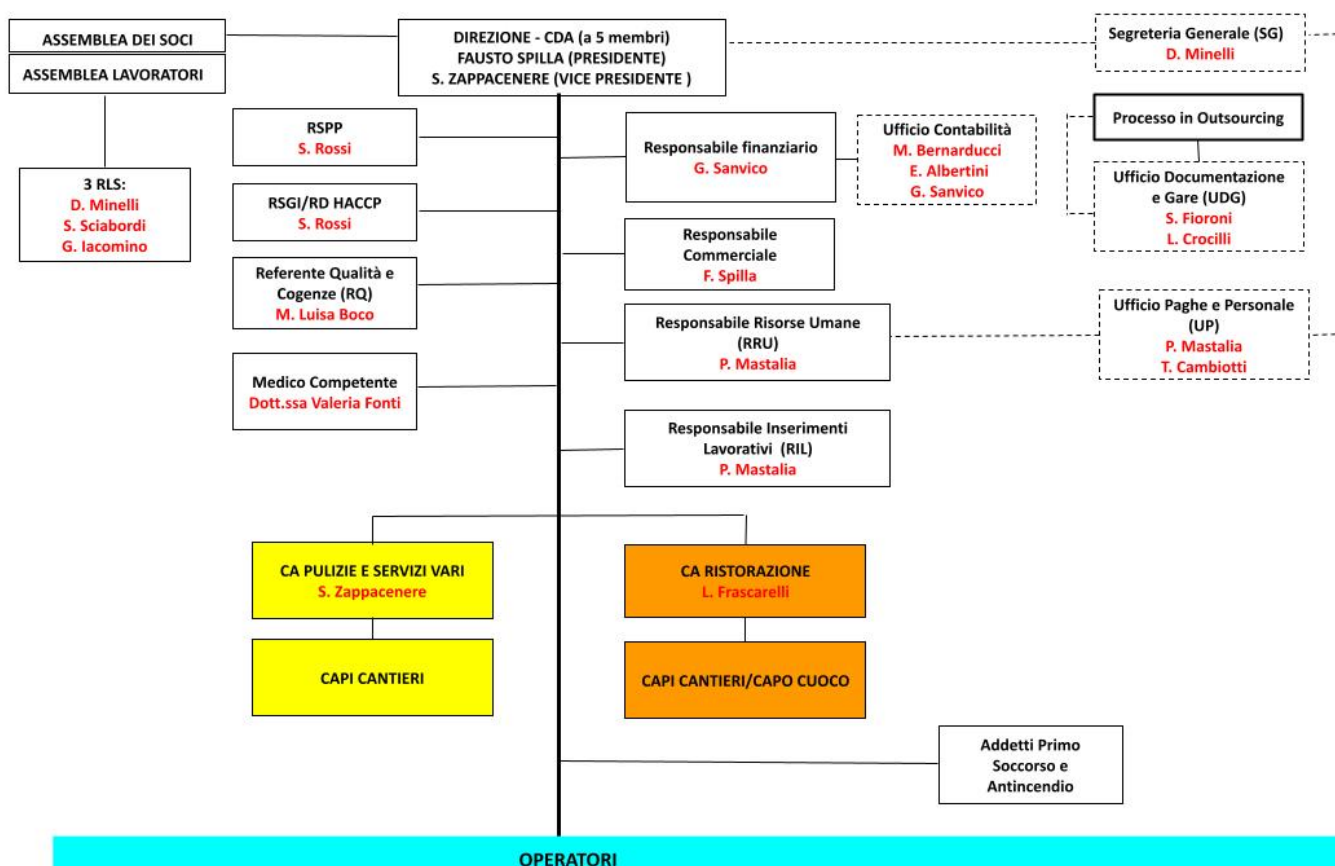 ASSEMBLEA DEI SOCI
ASSEMBLEA LAVORATORI
DIREZIONE - CDA (a 5 membri)
FAUSTO SPILLA (PRESIDENTE)
S. ZAPPACENERE (VICE PRESIDENTE )
Segreteria Generale (SG)
D. Minelli
RSPP
S. Rossi
Responsabile finanziario
G. Sanvico
Ufficio Contabilità
M. Bernarducci
E. Albertini
G. Sanvico
Processo in Outsourcing
3 RLS:
D. Minelli
S. Sciabordi
G. Iacomino
RSGI/RD HACCP
S. Rossi
Ufficio Documentazione
e Gare (UDG)
S. Fioroni
L. Crocilli
Responsabile
Commerciale
F. Spilla
Referente Qualità e
Cogenze (RQ)
M. Luisa Boco
Responsabile Risorse Umane
(RRU)
P. Mastalia
Ufficio Paghe e Personale
(UP)
P. Mastalia
T. Cambiotti
Medico Competente
Dott.ssa Valeria Fonti
Responsabile Inserimenti
Lavorativi (RIL)
P. Mastalia
CA PULIZIE E SERVIZI VARI
S. Zappacenere
CA RISTORAZIONE
L. Frascarelli
CAPI CANTIERI
CAPI CANTIERI/CAPO CUOCO
Addetti Primo
Soccorso e
Antincendio
OPERATORI